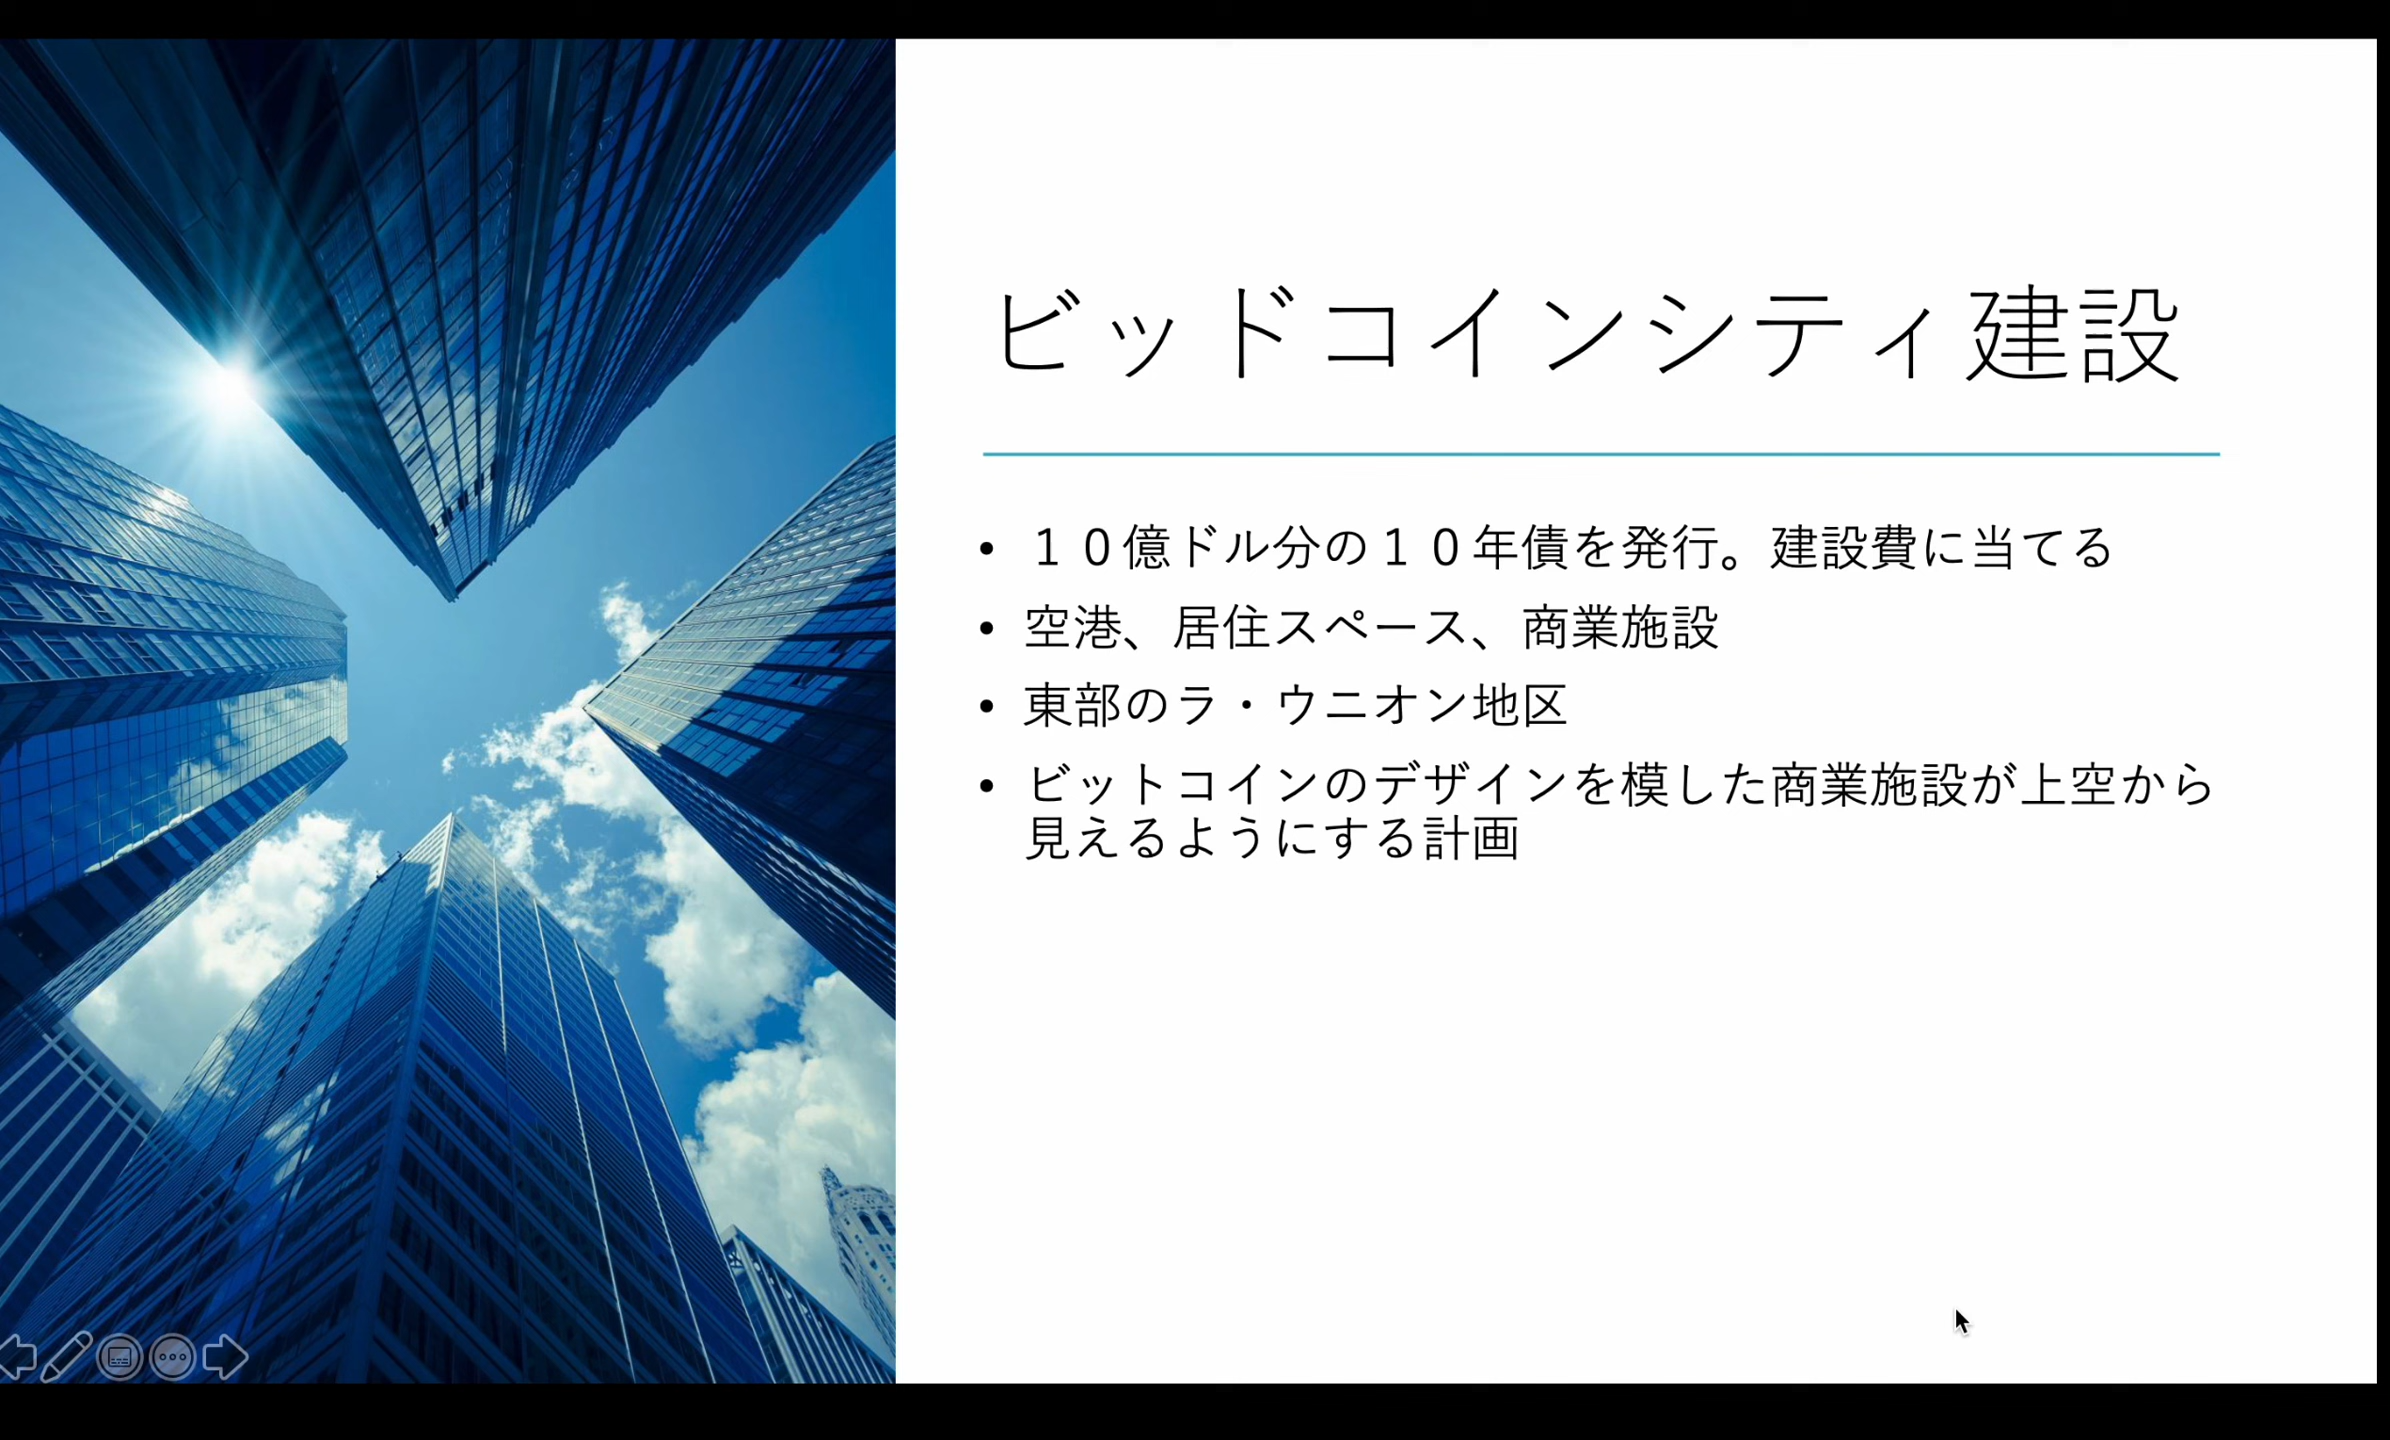 ビッドコインシティ建設
• １０億ドル分の１０年債を発行。建設費に当てる
• 空港、居住スペース、商業施設
• 東部のラ・ウニオン地区
• ビットコインのデザインを模した商業施設が上空から
見えるようにする計画